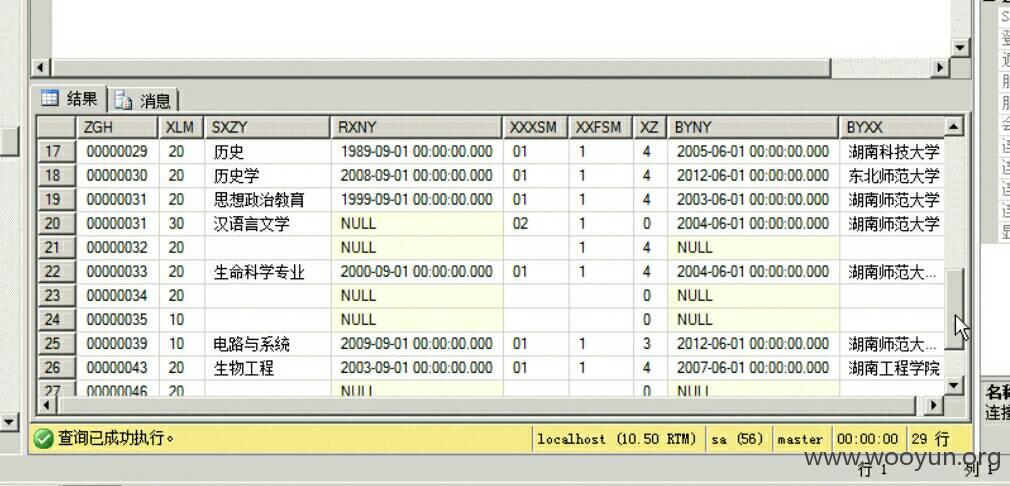 结果 消息
ZGH XLM SXZY RXNY XXXSM XXFSM XZ BYNY BYXX
17 00000029 20 历史 1989-09-01 00:00:00.000 01 1 4 2005-06-01 00:00:00.000 湖南科技大学
18 00000030 20 历史学 2008-09-01 00:00:00.000 01 1 4 2012-06-01 00:00:00.000 东北师范大学
19 00000031 20 思想政治教育 1999-09-01 00:00:00.000 01 1 4 2003-06-01 00:00:00.000 湖南师范大学
20 00000031 30 汉语言文学 NULL 02 1 0 2004-06-01 00:00:00.000 湖南师范大学
21 00000032 20 NULL 1 4 NULL
22 00000033 20 生命科学专业 2000-09-01 00:00:00.000 01 1 4 2004-06-01 00:00:00.000 湖南师范大...
23 00000034 20 NULL 0 NULL
24 00000035 10 NULL 0 NULL
25 00000039 10 电路与系统 2009-09-01 00:00:00.000 01 1 3 2012-06-01 00:00:00.000 湖南师范大...
26 00000043 20 生物工程 2003-09-01 00:00:00.000 01 1 4 2007-06-01 00:00:00.000 湖南工程学院
27 00000046 20 NULL 0 NULL
名称
连接
查询已成功执行。 localhost (10.50 RTM) sa (56) master 00:00:00 29 行
www.wooyun.org
行 1 列 1